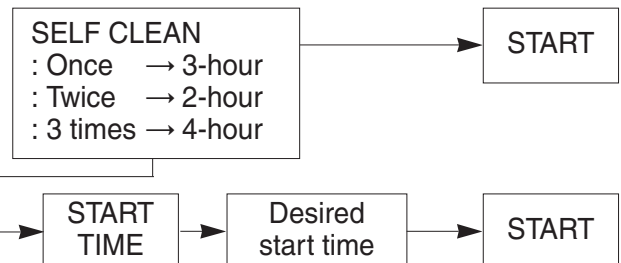 SELF CLEAN
: Once → 3-hour
: Twice → 2-hour
: 3 times → 4-hour
START
START
TIME
Desired
start time
START